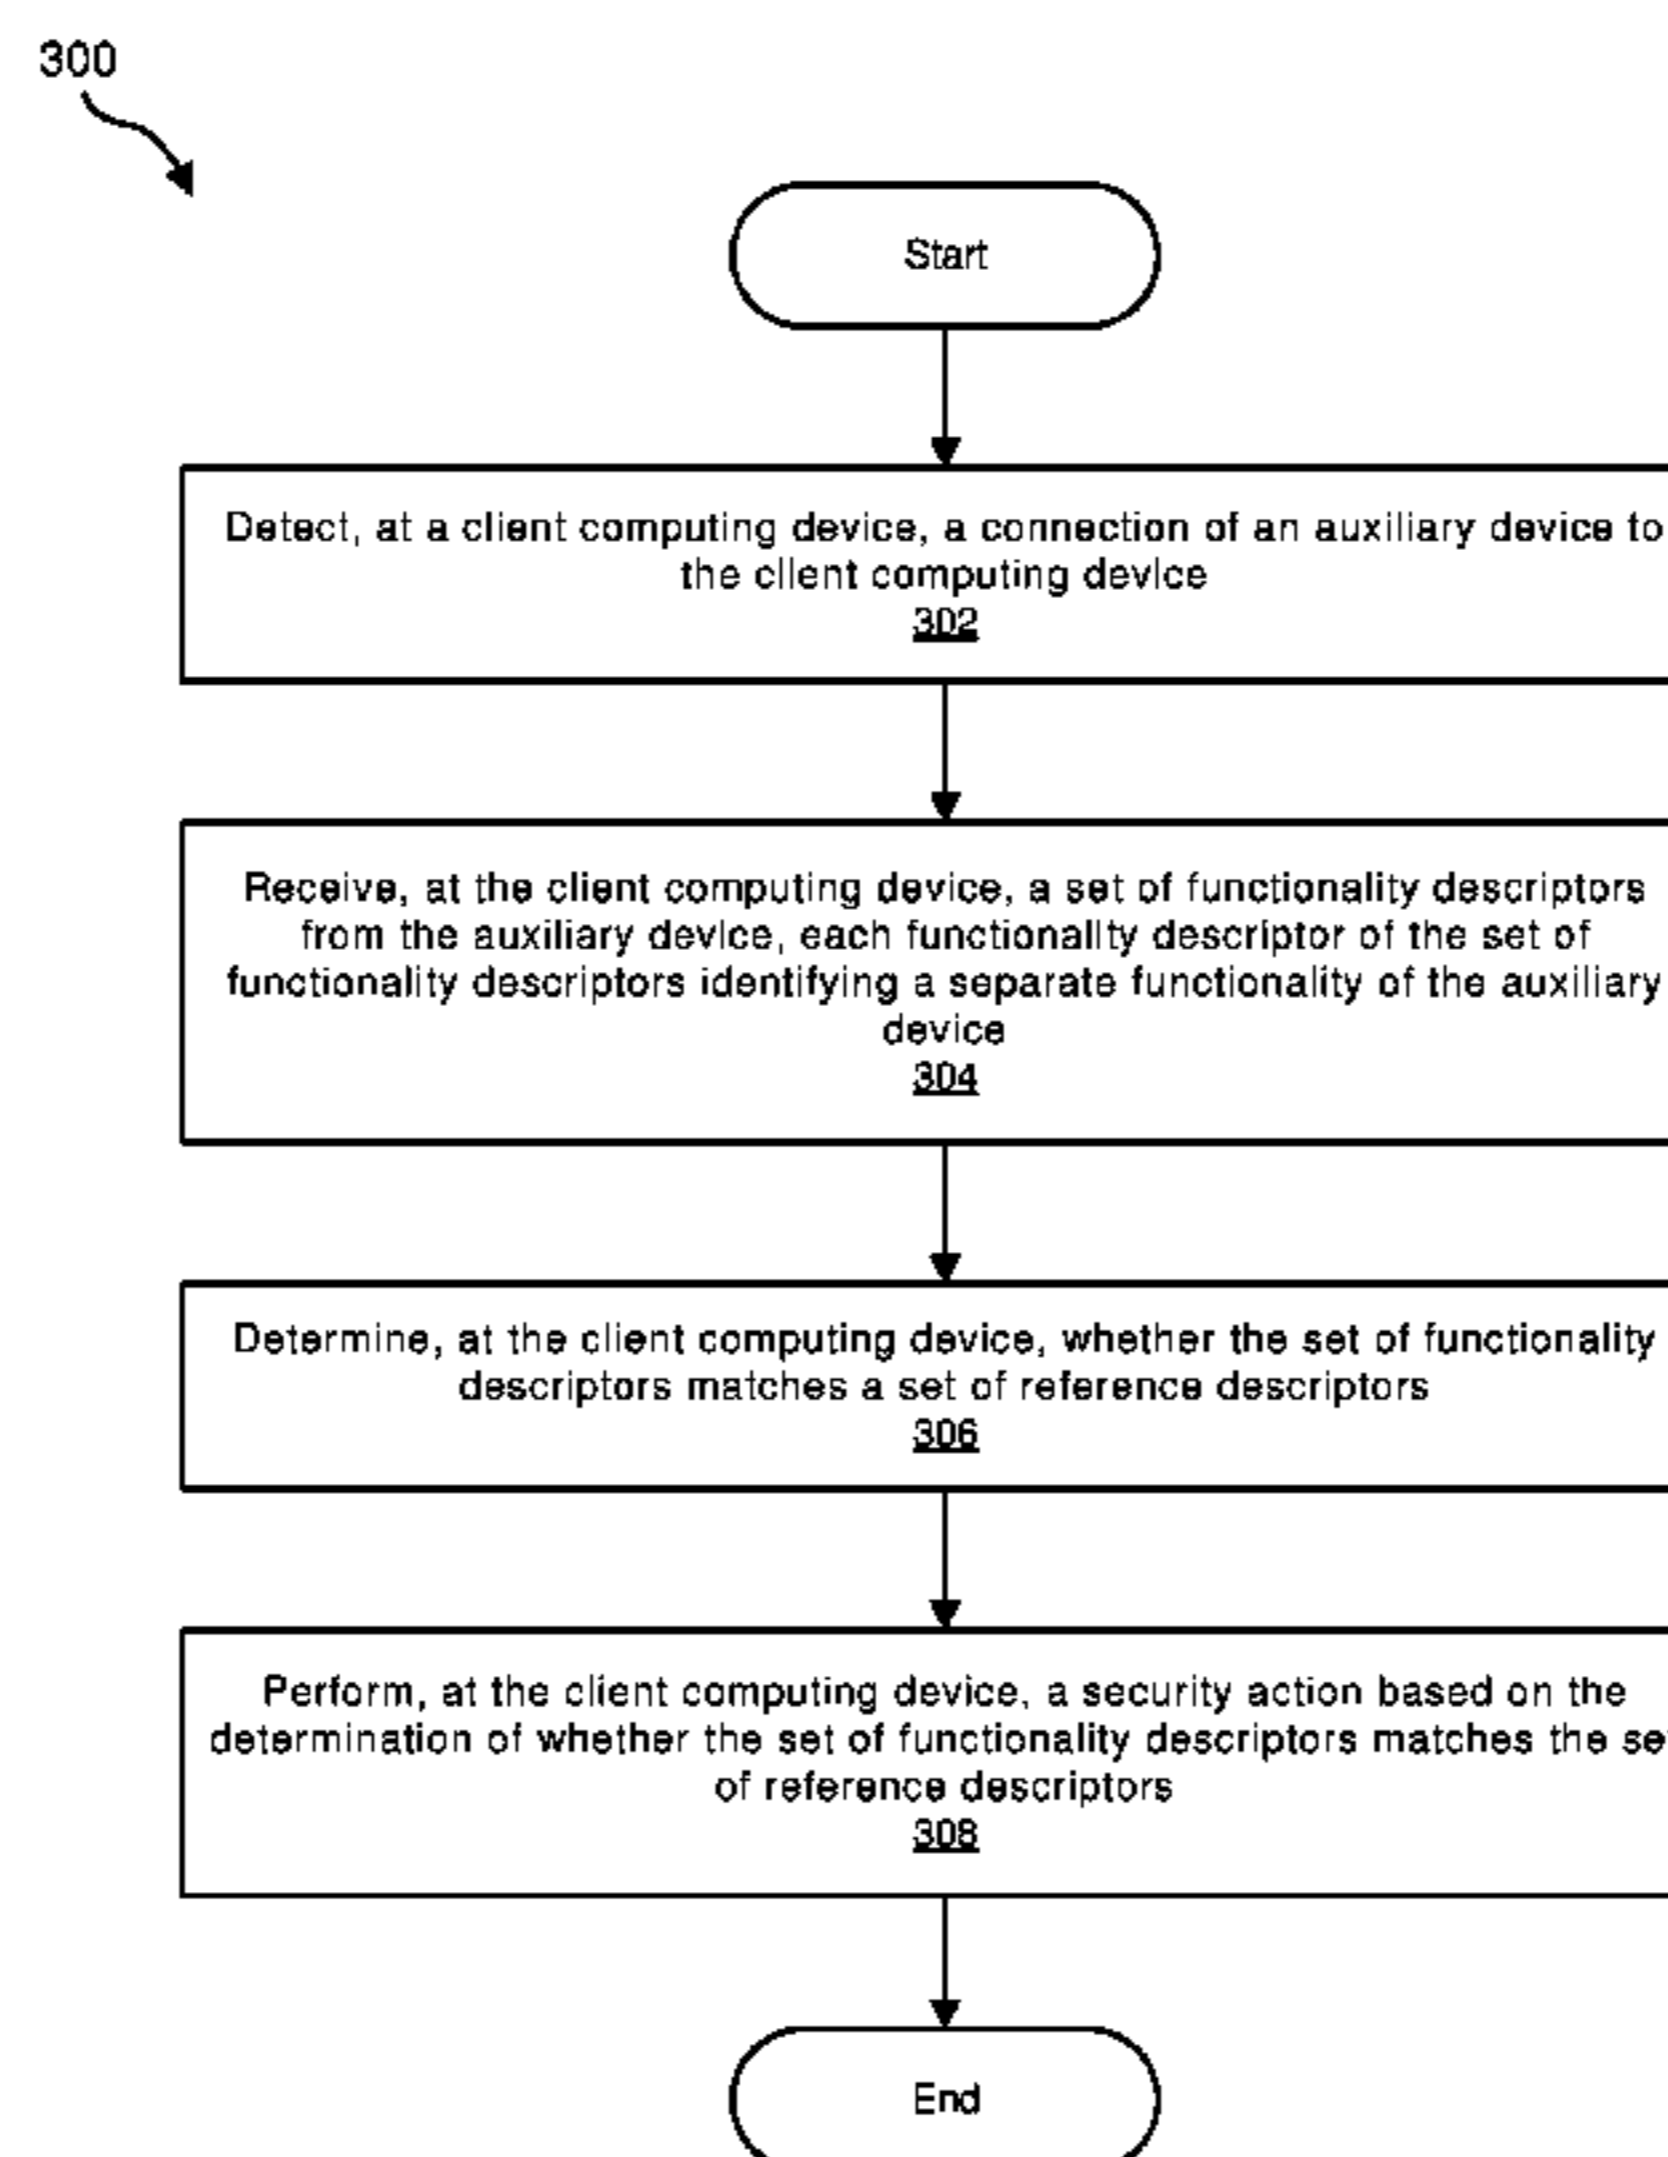 300
Start
Detect, at a client computing device, a connection of an auxiliary device to
the client computing device
302
Receive, at the client computing device, a set of functionality descriptors
from the auxiliary device, each functionality descriptor of the set of
functionality descriptors identifying a separate functionality of the auxiliary
device
304
Determine, at the client computing device, whether the set of functionality
descriptors matches a set of reference descriptors
306
Perform, at the client computing device, a security action based on the
determination of whether the set of functionality descriptors matches the set
of reference descriptors
308
End